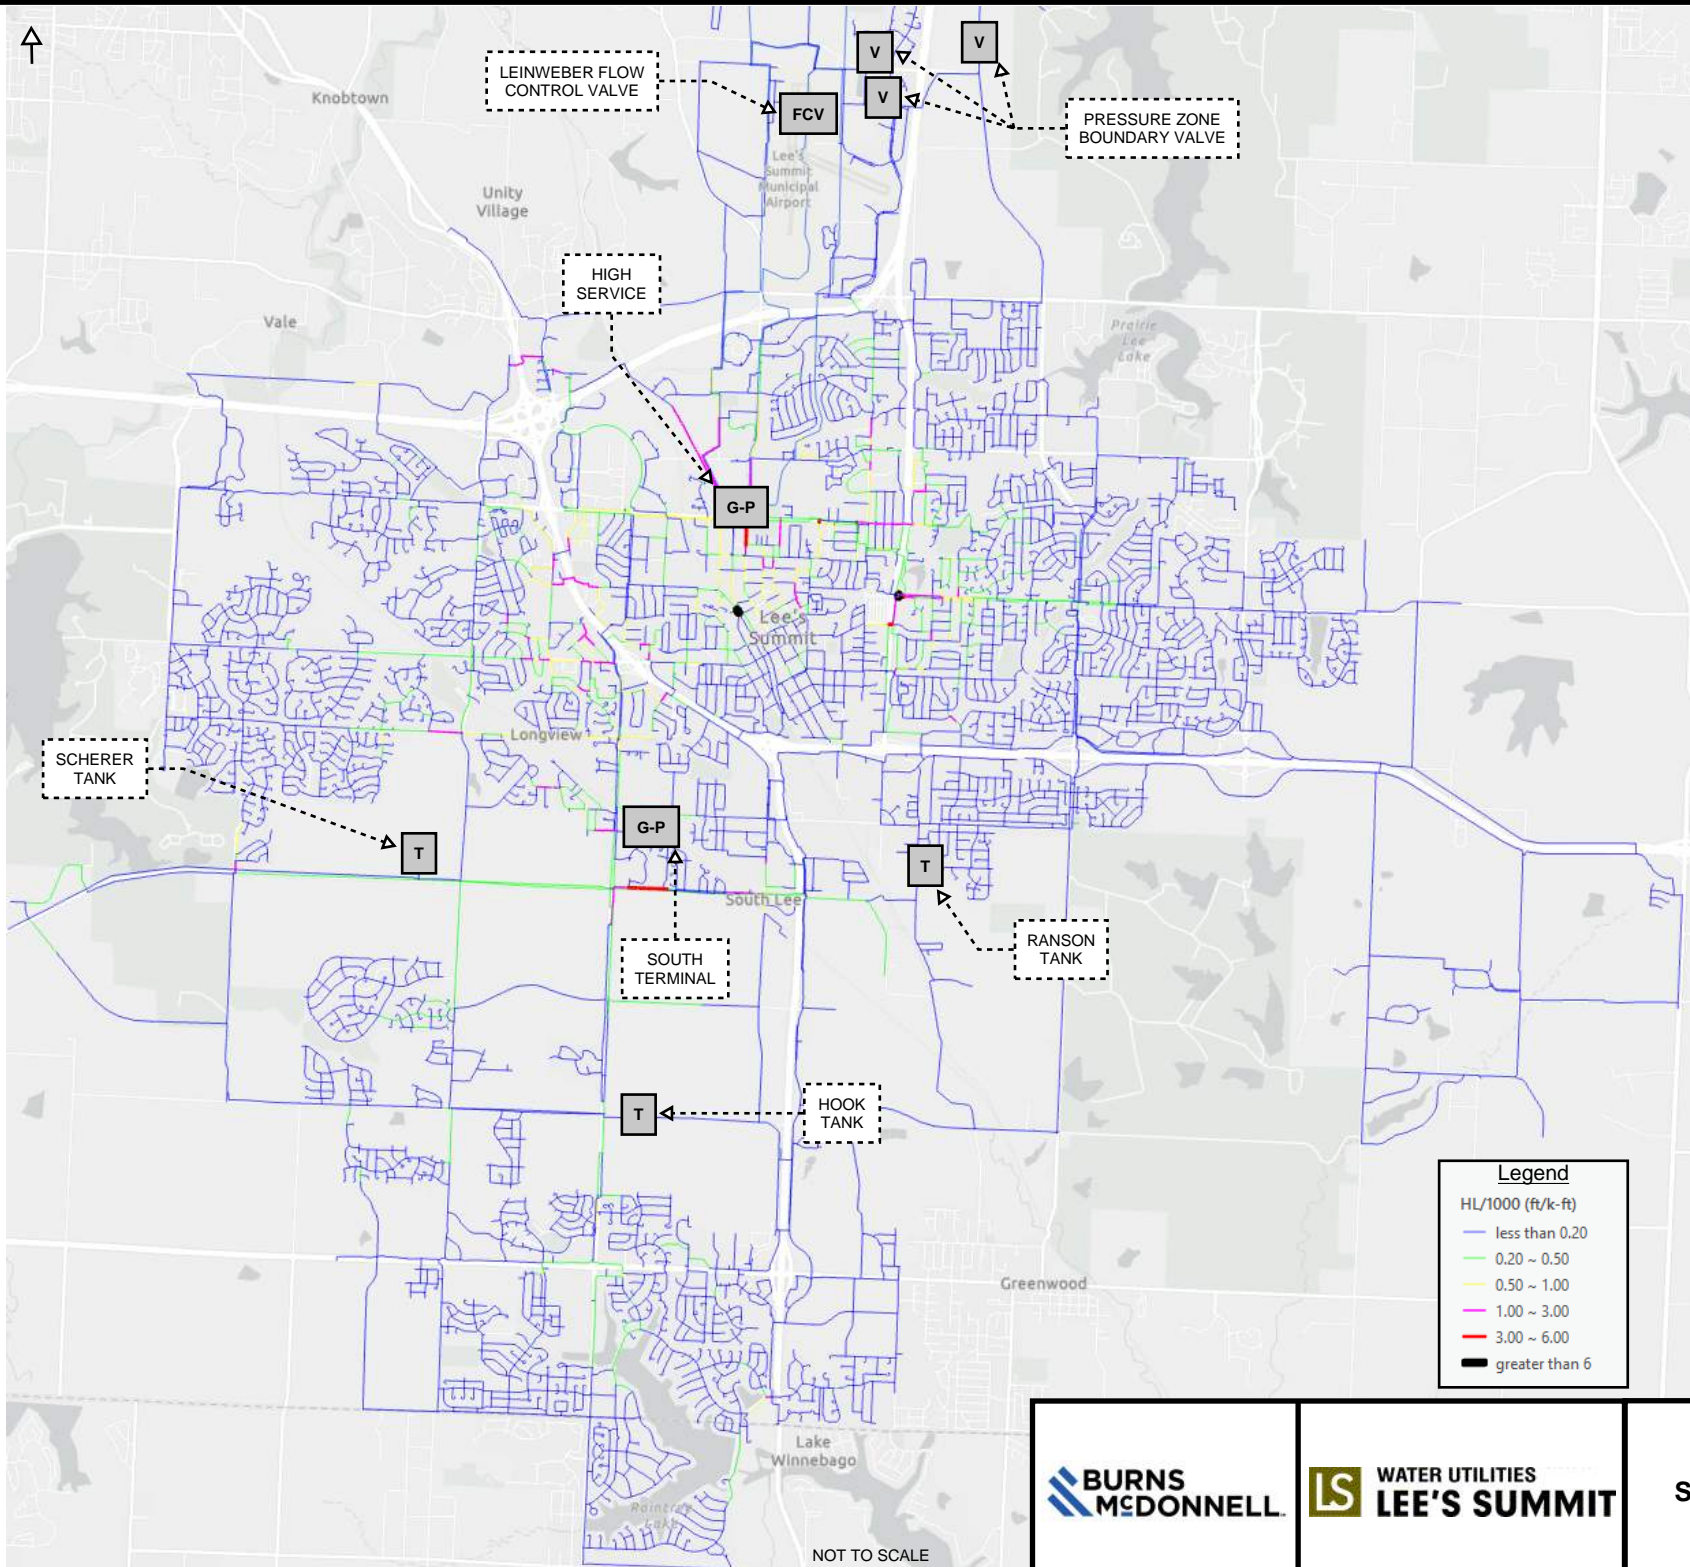 V
V
LEINWEBER FLOW
CONTROL VALVE
Knobtown
V
FCV
PRESSURE ZONE
BOUNDARY VALVE
Lee's
Summit
Municipal
Airport
Unity
Village
HIGH
SERVICE
Vale
Prairie
Lee
Lake
G-P
Lee's
Summit
Longview
SCHERER
TANK
G-P
T
T
South Lee
SOUTH
TERMINAL
RANSON
TANK
T
HOOK
TANK
Legend
HL/1000 (ft/k-ft)
less than 0.20
0.20 ~ 0.50
0.50 ~ 1.00
1.00 ~ 3.00
3.00 ~ 6.00
greater than 6
Greenwood
Lake
Winnebago
Raintree
Lake
NOT TO SCALE
BURNS
MCDONNELL
LS
WATER UTILITIES
LEE'S SUMMIT
S